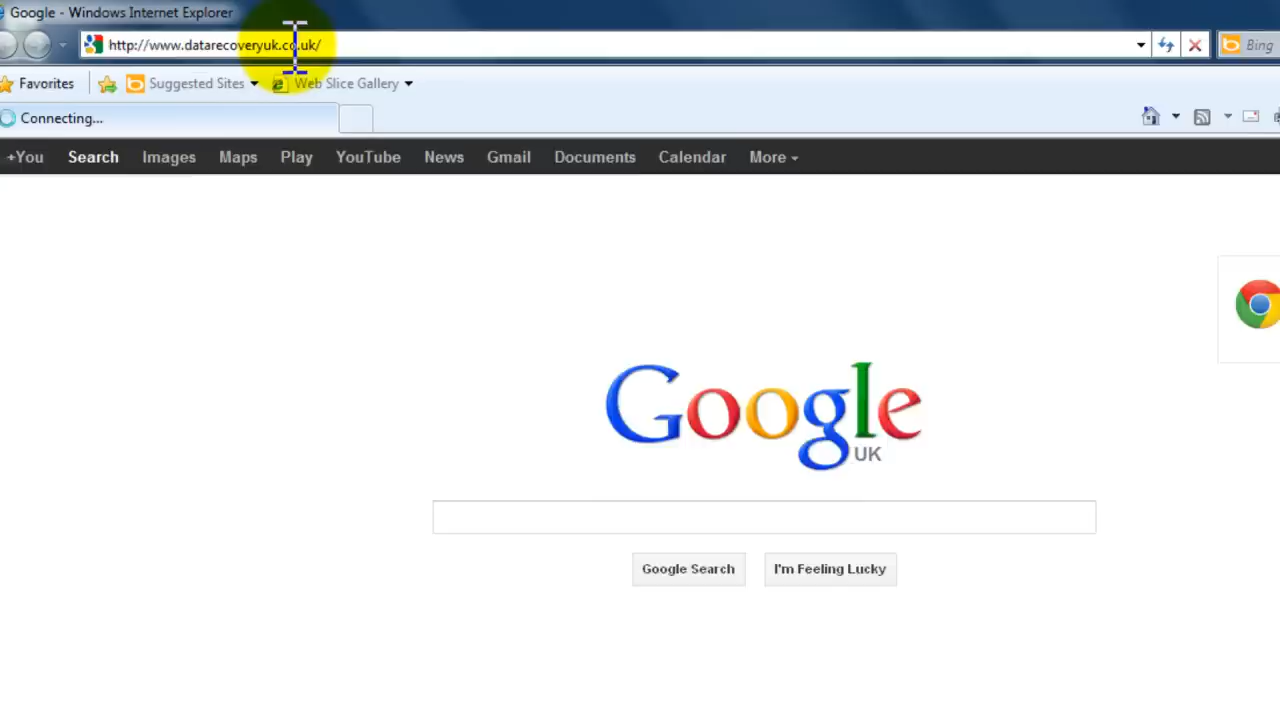 Google - Windows Internet Explorer
http://www.datarecoveryuk.co.uk/
Bing
Favorites Suggested Sites Web Slice Gallery
Connecting...
+You Search Images Maps Play YouTube News Gmail Documents Calendar More
Google
UK
Google Search I'm Feeling Lucky